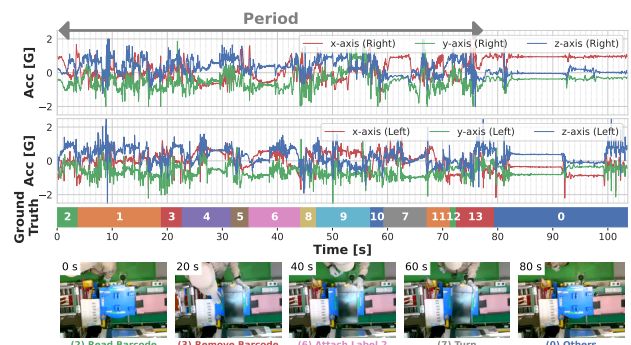 Period
2
0
−2
Acc [G]
x-axis (Right) y-axis (Right) z-axis (Right)
2
0
−2
Acc [G]
x-axis (Left) y-axis (Left) z-axis (Left)
Ground
Truth
2 1 3 4 5 6 8 9 10 7 11 12 13 0
0 10 20 30 40 50 60 70 80 90 100
Time [s]
0 s 20 s 40 s 60 s 80 s
(2) Read Barcode (3) Remove Barcode (6) Attach Label 2 (7) Turn (0) Others